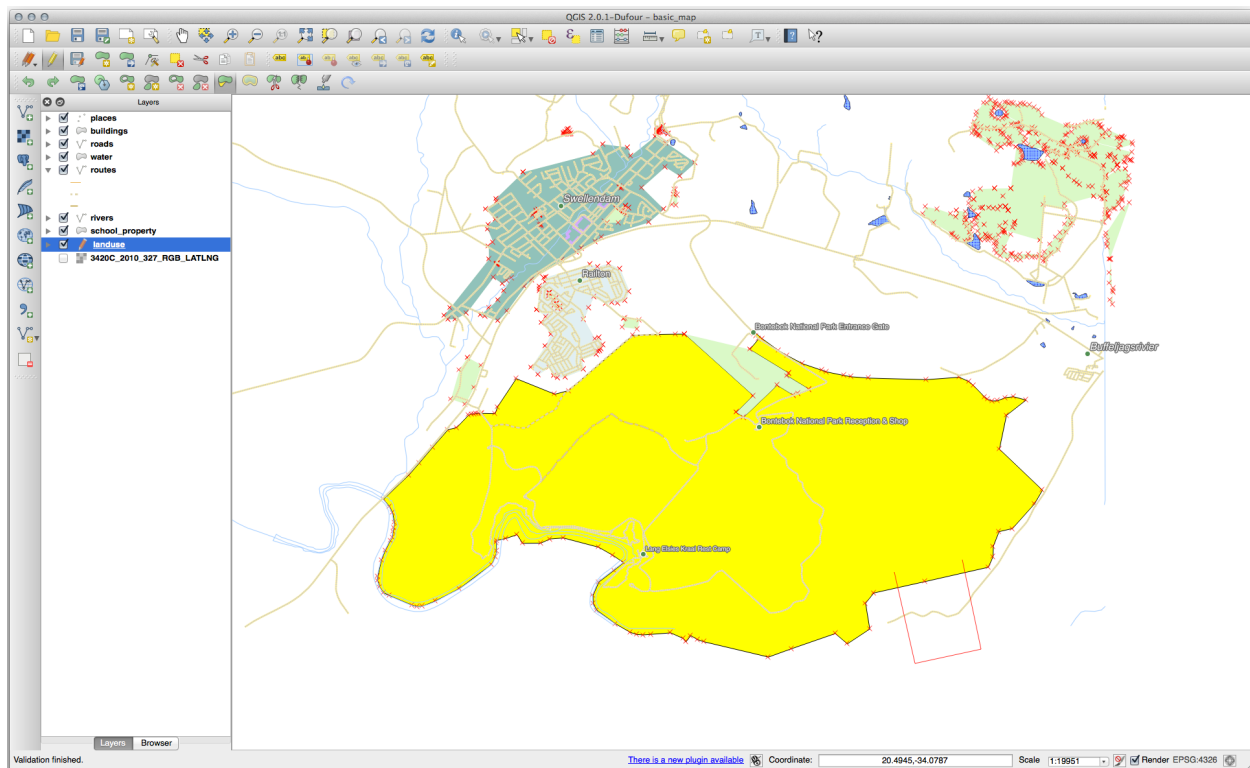 QGIS 2.0.1-Dufour - basic_map
Layers
places
buildings
roads
water
routes
rivers
school_property
landuse
3420C_2010_327_RGB_LATLNG
Swellendam
Railton
Bontebok National Park Entrance Gate
Buffeljagsrivier
Bontebok National Park Reception & Shop
Lang Elsies Kraal Rest Camp
Layers
Browser
Validation finished.
There is a new plugin available
Coordinate:
20.4945,-34.0787
Scale
1:19951
Render
EPSG:4326